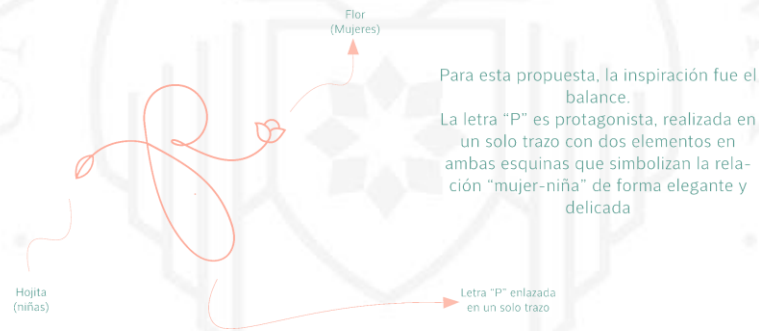 Flor
(Mujeres)
Para esta propuesta, la inspiración fue el
balance.
La letra “P” es protagonista, realizada en
un solo trazo con dos elementos en
ambas esquinas que simbolizan la rela-
ción “mujer-niña” de forma elegante y
delicada
Hojita
(niñas)
Letra “P” enlazada
en un solo trazo